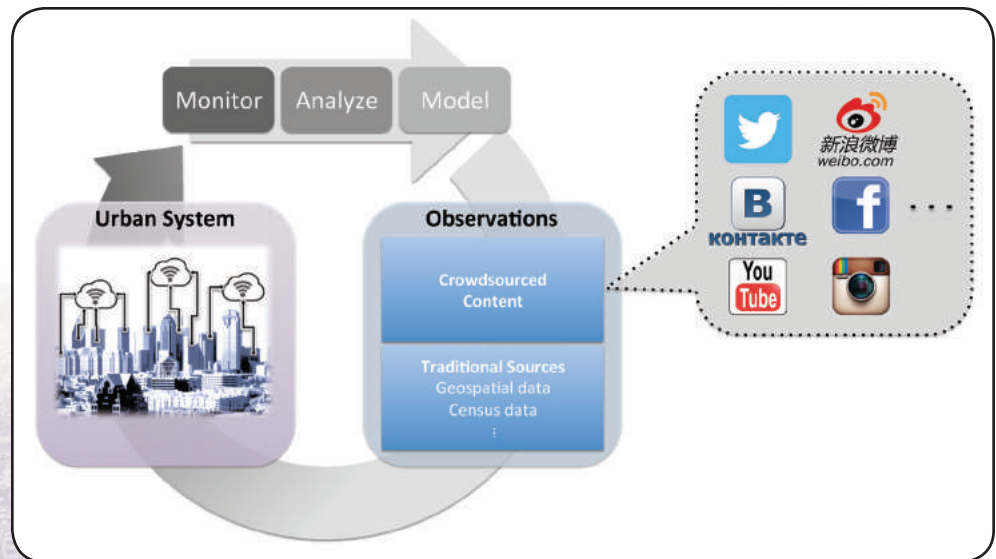 Monitor
Analyze
Model
Urban System
Observations
Crowdsourced
Content
Traditional Sources
Geospatial data
Census data
⋮
新浪微博
weibo.com
B
контакте
f
...
You
Tube